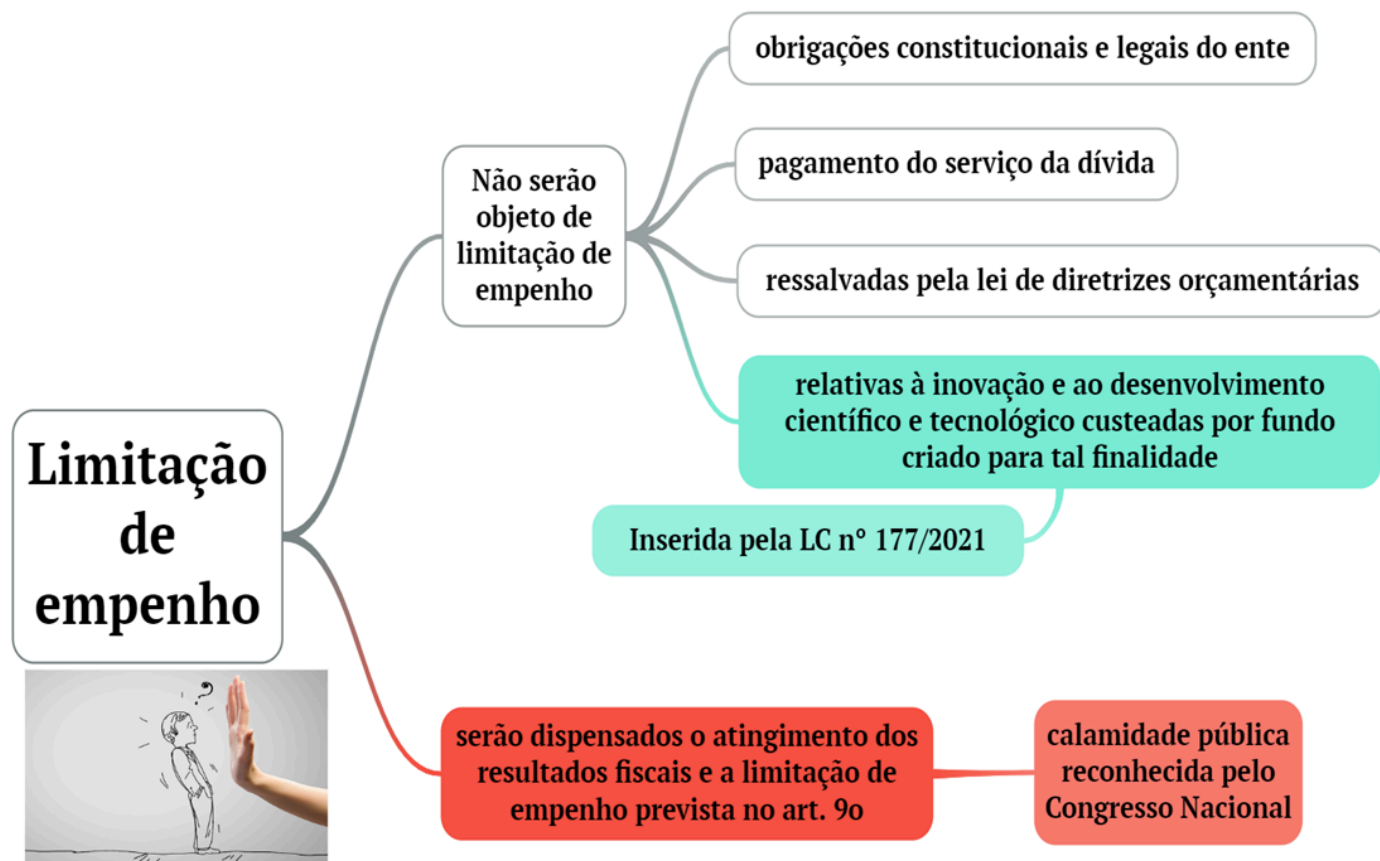 Limitação
de
empenho
Não serão
objeto de
limitação de
empenho
obrigações constitucionais e legais do ente
pagamento do serviço da dívida
ressalvadas pela lei de diretrizes orçamentárias
relativas à inovação e ao desenvolvimento
científico e tecnológico custeadas por fundo
criado para tal finalidade
Inserida pela LC n° 177/2021
serão dispensados o atingimento dos
resultados fiscais e a limitação de
empenho prevista no art. 9o
calamidade pública
reconhecida pelo
Congresso Nacional
?